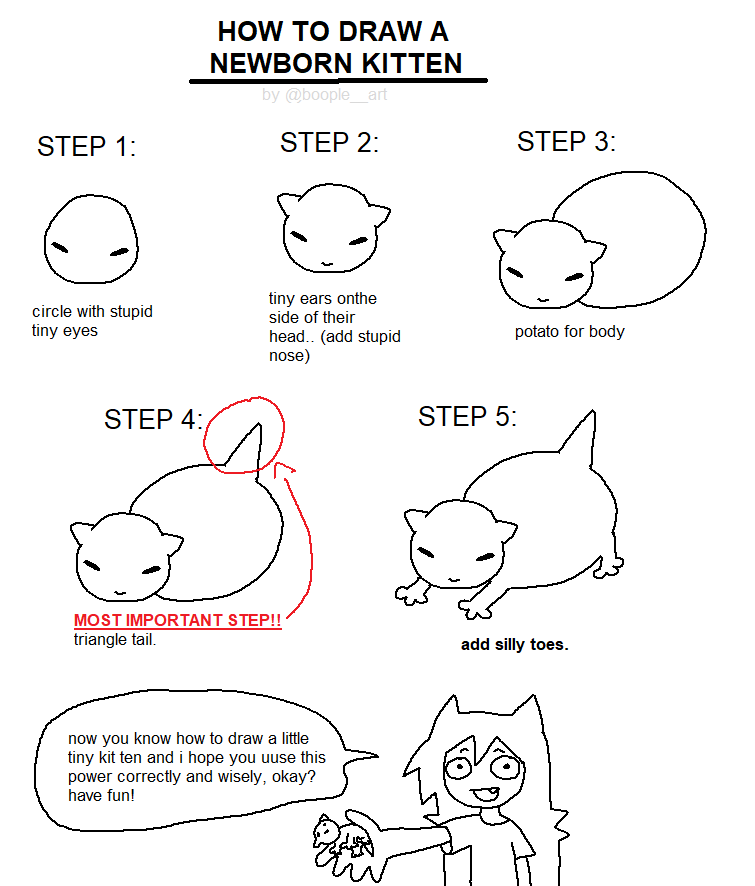 HOW TO DRAW A
NEWBORN KITTEN
by @boople__art
STEP 1:
circle with stupid
tiny eyes
STEP 2:
tiny ears onthe
side of their
head.. (add stupid
nose)
STEP 3:
potato for body
STEP 4:
MOST IMPORTANT STEP!!
triangle tail.
STEP 5:
add silly toes.
now you know how to draw a little
tiny kit ten and i hope you uuse this
power correctly and wisely, okay?
have fun!